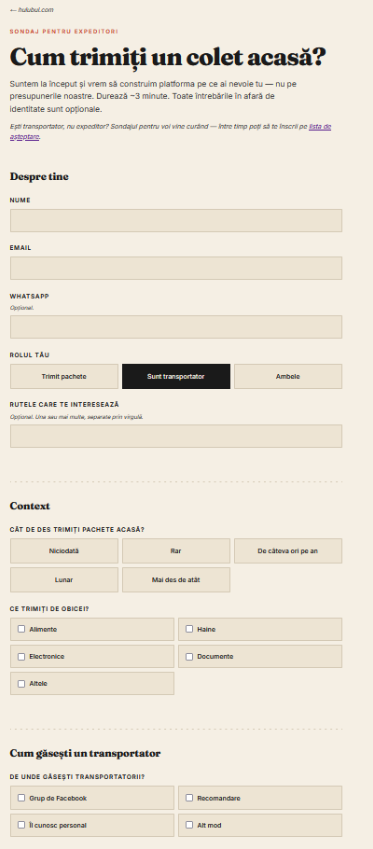 ← hulubul.com
SONDAJ PENTRU EXPEDITORI
Cum trimiți un colet acasă?
Suntem la început și vrem să construim platforma pe ce ai nevoie tu — nu pe
presupunerile noastre. Durează ~3 minute. Toate întrebările în afară de
identitate sunt opționale.
Ești transportator, nu expeditor? Sondajul pentru voi vine curând — între timp poți să te înscrii pe lista de
așteptare.
Despre tine
NUME
EMAIL
WHATSAPP
Opțional.
ROLUL TĂU
Trimit pachete
Sunt transportator
Ambele
RUTELE CARE TE INTERESEAZĂ
Opțional. Una sau mai multe, separate prin virgulă.
Context
CÂT DE DES TRIMIȚI PACHETE ACASĂ?
Niciodată
Rar
De câteva ori pe an
Lunar
Mai des de atât
CE TRIMIȚI DE OBICEI?
Alimente
Haine
Electronice
Documente
Altele
Cum găsești un transportator
DE UNDE GĂSEȘTI TRANSPORTATORII?
Grup de Facebook
Recomandare
Îl cunosc personal
Alt mod